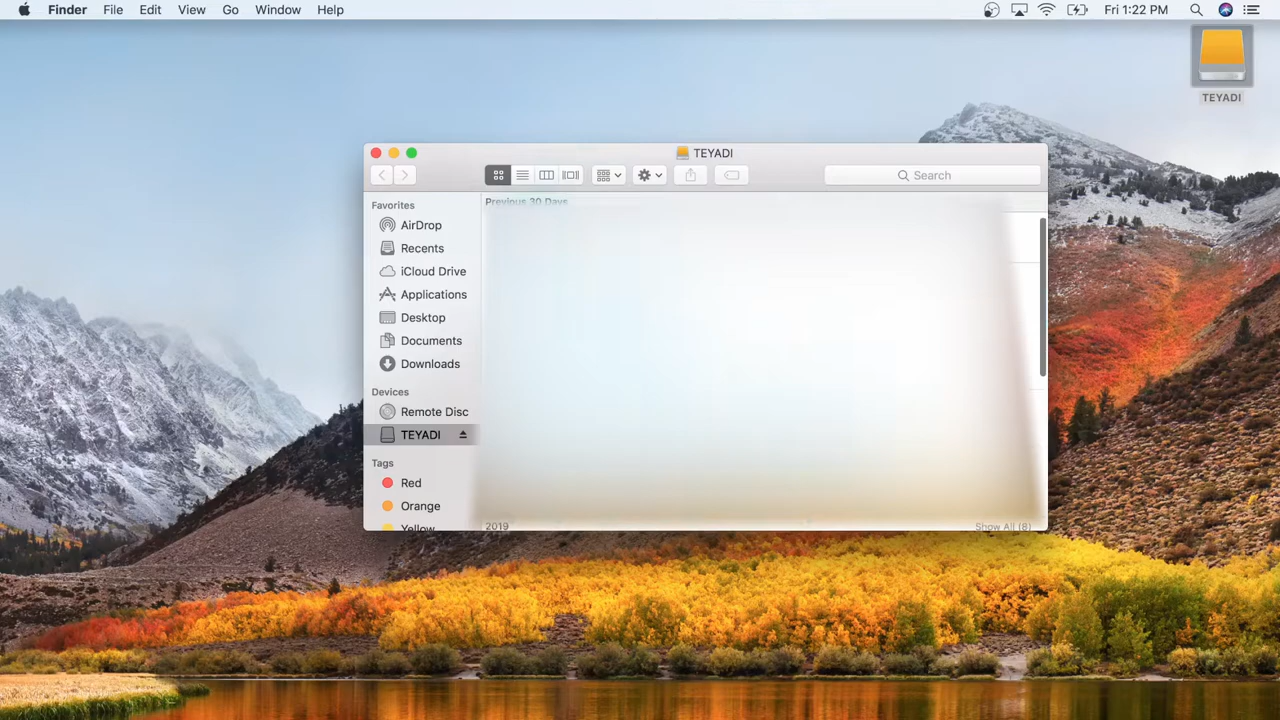 Finder File Edit View Go Window Help Fri 1:22 PM
TEYADI
TEYADI
Search
Favorites
Previous 30 Days
AirDrop
Recents
iCloud Drive
Applications
Desktop
Documents
Downloads
Devices
Remote Disc
TEYADI
Tags
Red
Orange
Yellow
2019 Show All (8)